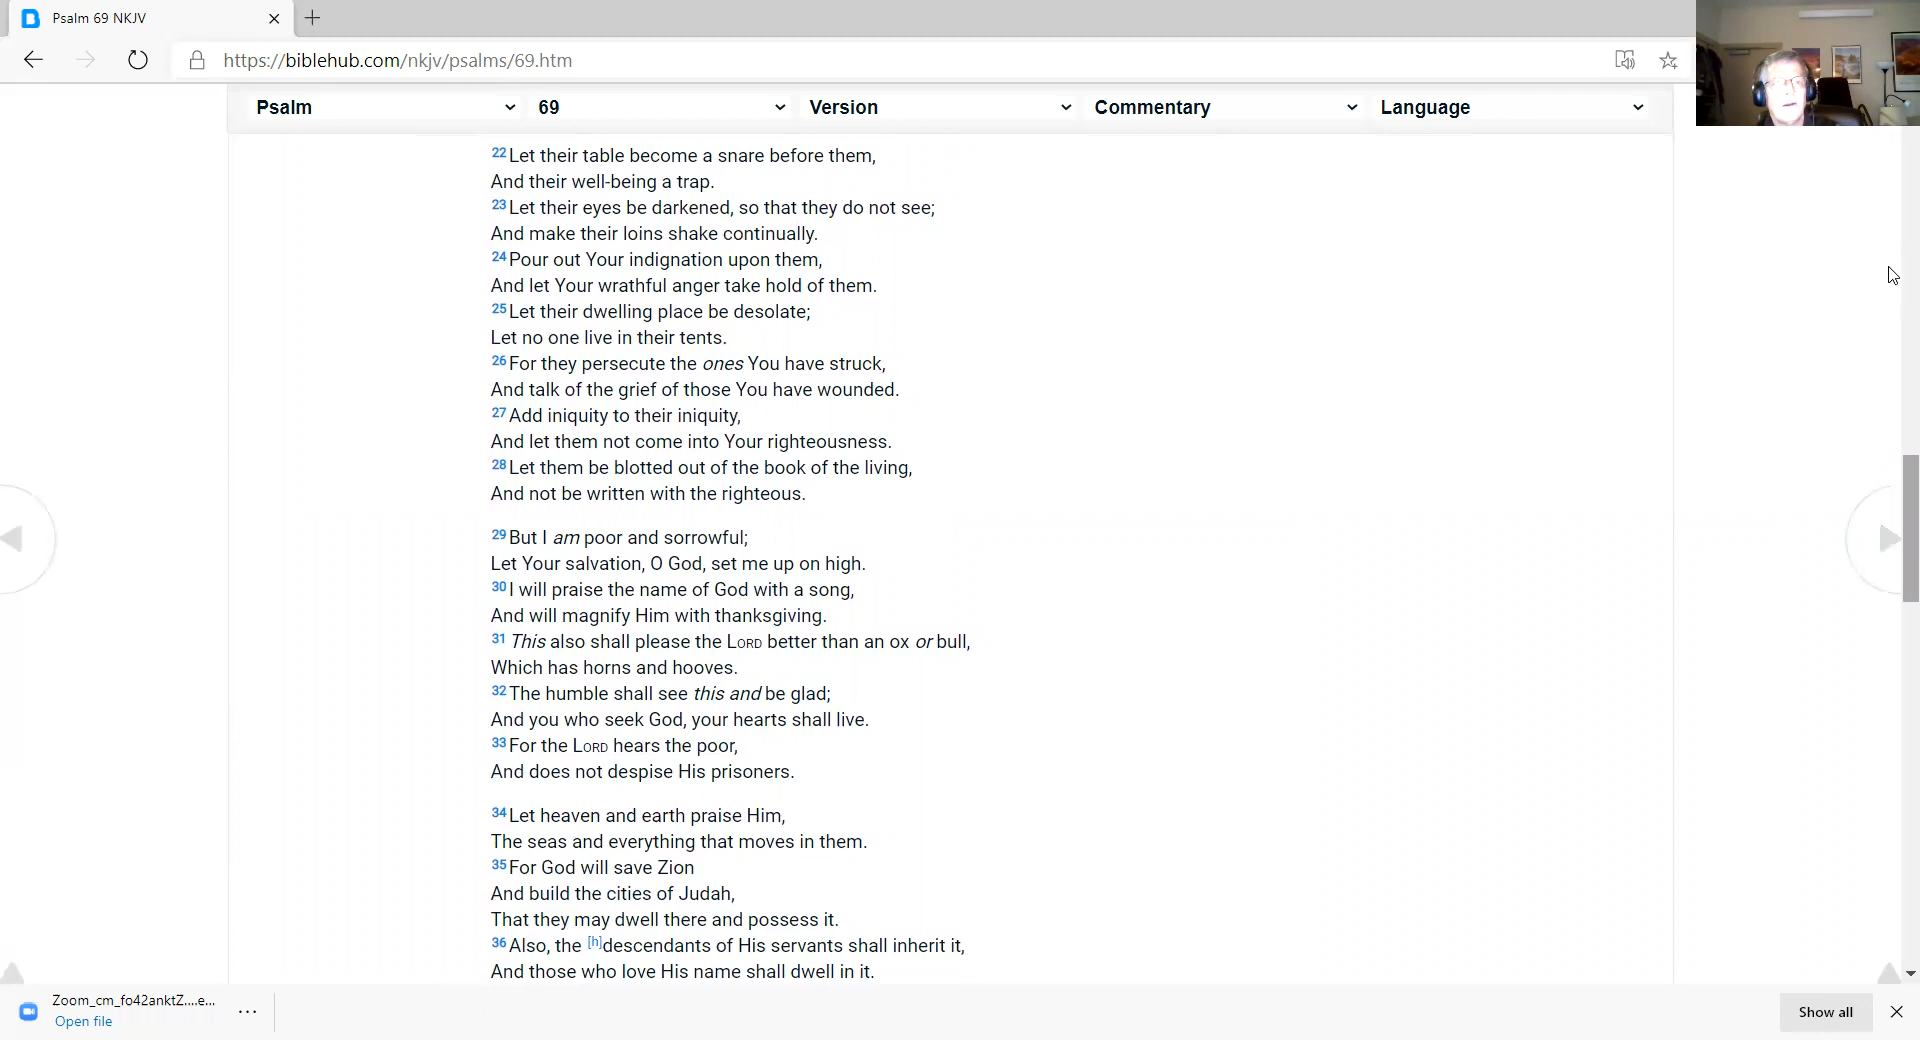 Psalm 69 NKJV
https://biblehub.com/nkjv/psalms/69.htm
Psalm 69 Version Commentary Language
22 Let their table become a snare before them,
And their well-being a trap.
23 Let their eyes be darkened, so that they do not see;
And make their loins shake continually.
24 Pour out Your indignation upon them,
And let Your wrathful anger take hold of them.
25 Let their dwelling place be desolate;
Let no one live in their tents.
26 For they persecute the ones You have struck,
And talk of the grief of those You have wounded.
27 Add iniquity to their iniquity,
And let them not come into Your righteousness.
28 Let them be blotted out of the book of the living,
And not be written with the righteous.
29 But I am poor and sorrowful;
Let Your salvation, O God, set me up on high.
30 I will praise the name of God with a song,
And will magnify Him with thanksgiving.
31 This also shall please the LORD better than an ox or bull,
Which has horns and hooves.
32 The humble shall see this and be glad;
And you who seek God, your hearts shall live.
33 For the LORD hears the poor,
And does not despise His prisoners.
34 Let heaven and earth praise Him,
The seas and everything that moves in them.
35 For God will save Zion
And build the cities of Judah,
That they may dwell there and possess it.
36 Also, the [h]descendants of His servants shall inherit it,
And those who love His name shall dwell in it.
Zoom_cm_fo42anktZ....e...
Open file
Show all